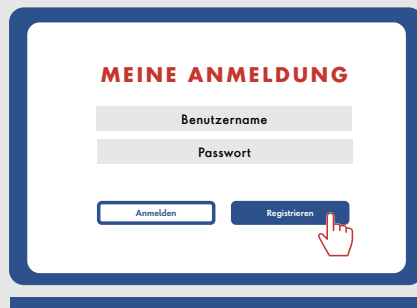 MEINE ANMELDUNG
Benutzername
Passwort
Anmelden Registrieren